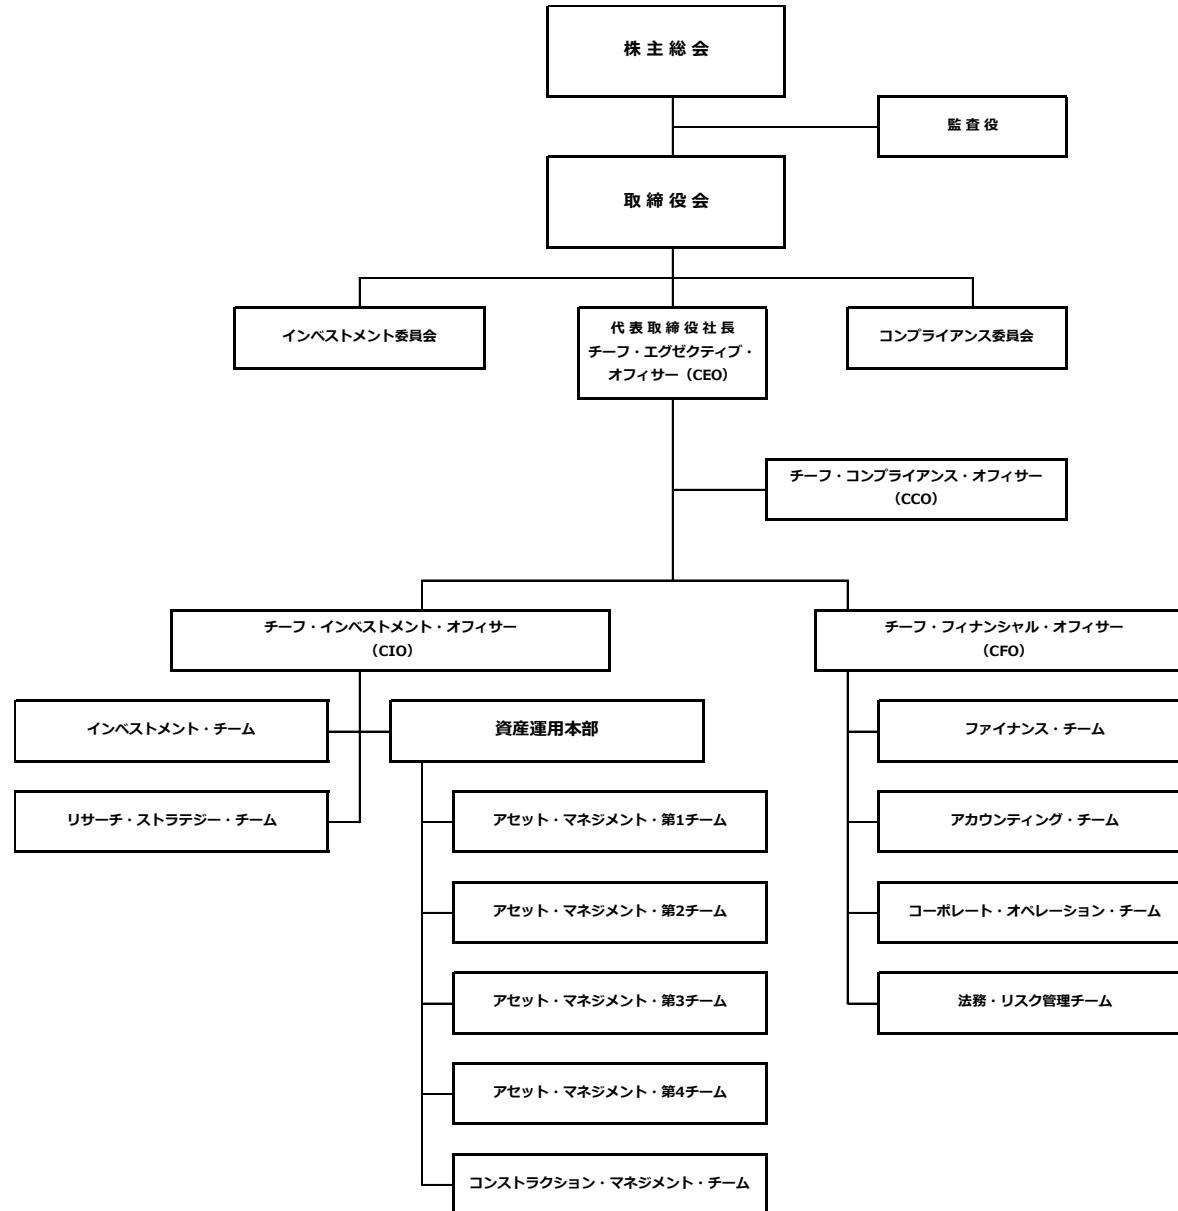 株主総会
監査役
取締役会
インベストメント委員会
代表取締役社長
チーフ・エグゼクティブ・
オフィサー（CEO）
コンプライアンス委員会
チーフ・コンプライアンス・オフィサー
（CCO）
チーフ・インベストメント・オフィサー
（CIO）
チーフ・フィナンシャル・オフィサー
（CFO）
インベストメント・チーム
資産運用本部
ファイナンス・チーム
リサーチ・ストラテジー・チーム
アセット・マネジメント・第1チーム
アカウンティング・チーム
アセット・マネジメント・第2チーム
コーポレート・オペレーション・チーム
アセット・マネジメント・第3チーム
法務・リスク管理チーム
アセット・マネジメント・第4チーム
コンストラクション・マネジメント・チーム